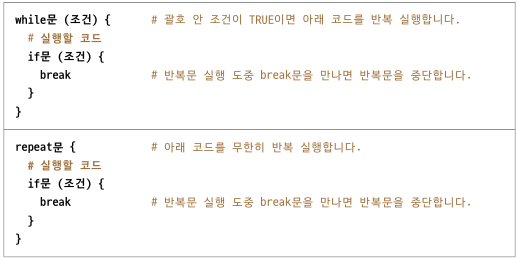 while문 (조건) { # 괄호 안 조건이 TRUE이면 아래 코드를 반복 실행합니다.
# 실행할 코드
if문 (조건) {
break # 반복문 실행 도중 break문을 만나면 반복문을 중단합니다.
}
}
repeat문 { # 아래 코드를 무한히 반복 실행합니다.
# 실행할 코드
if문 (조건) {
break # 반복문 실행 도중 break문을 만나면 반복문을 중단합니다.
}
}